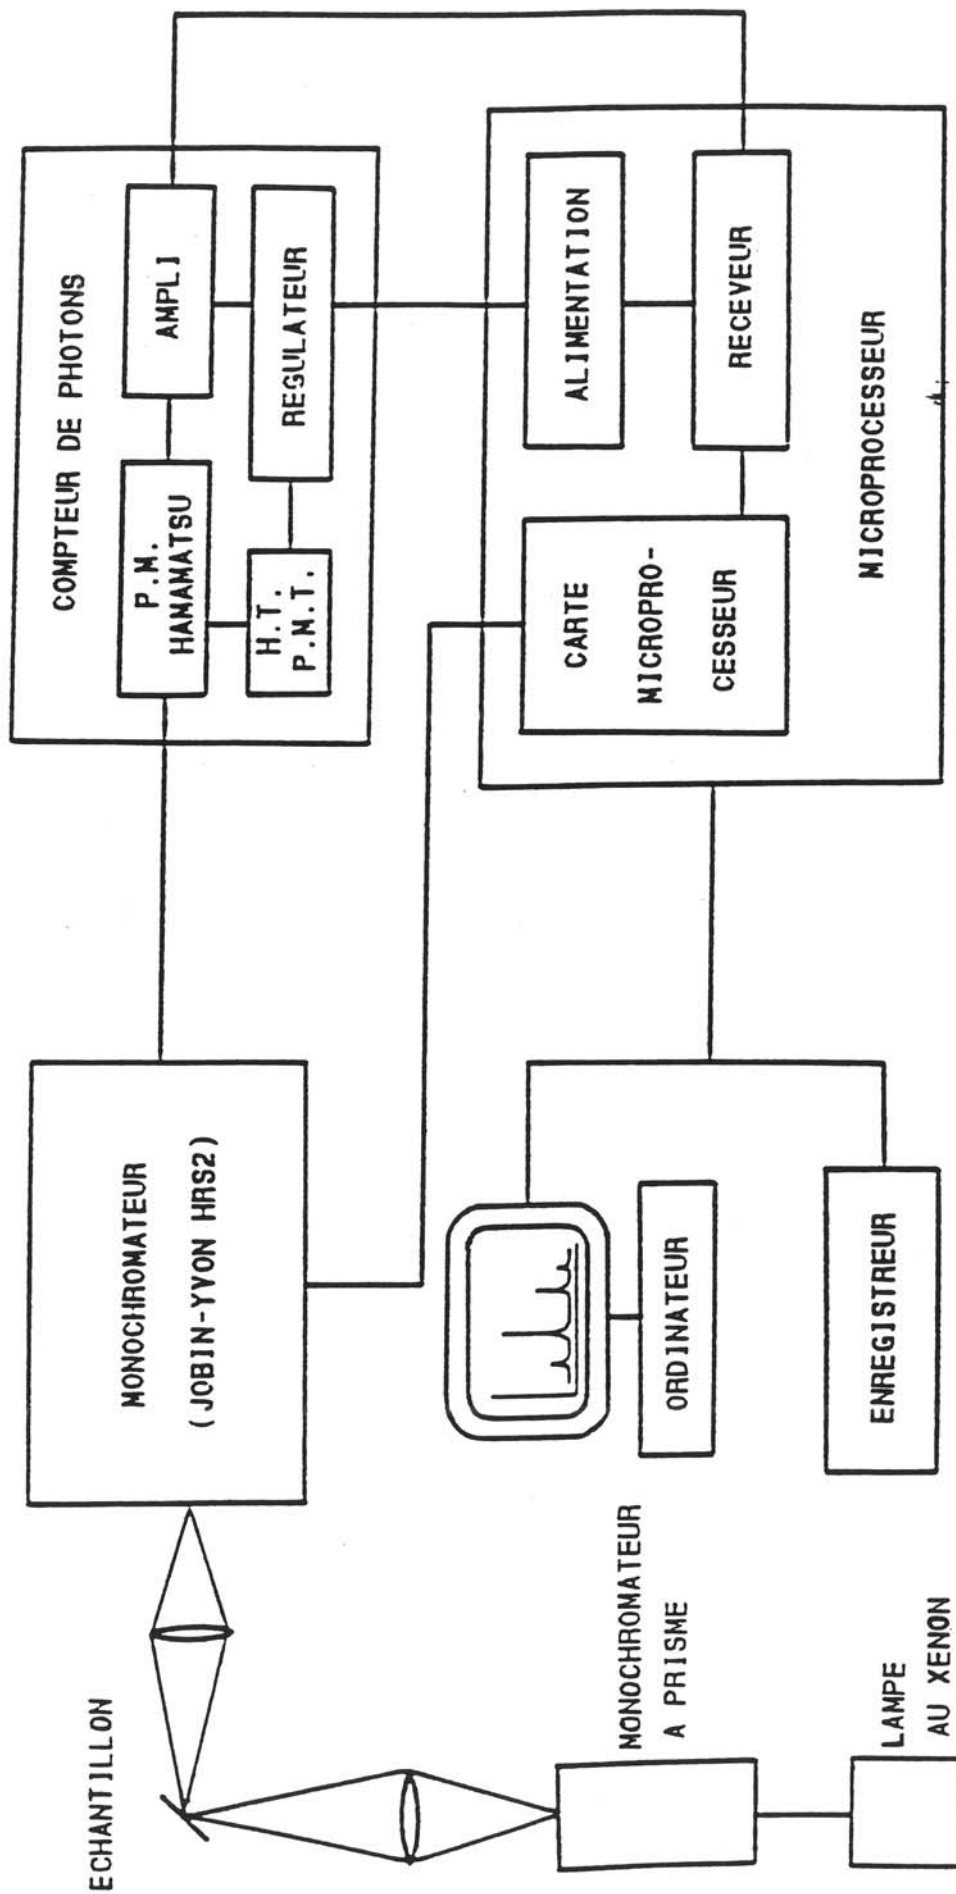 COMPTEUR DE PHOTONS
P.M.
HAMAMATSU
AMPLI
H.T.
P.M.T.
REGULATEUR
MONOCHROMATEUR
(JOBIN-YVON HRS2)
ECHANTILLON
CARTE
MICROPRO-
CESSEUR
ALIMENTATION
RECEVEUR
MICROPROCESSEUR
ORDINATEUR
ENREGISTREUR
MONOCHROMATEUR
A PRISME
LAMPE
AU XENON